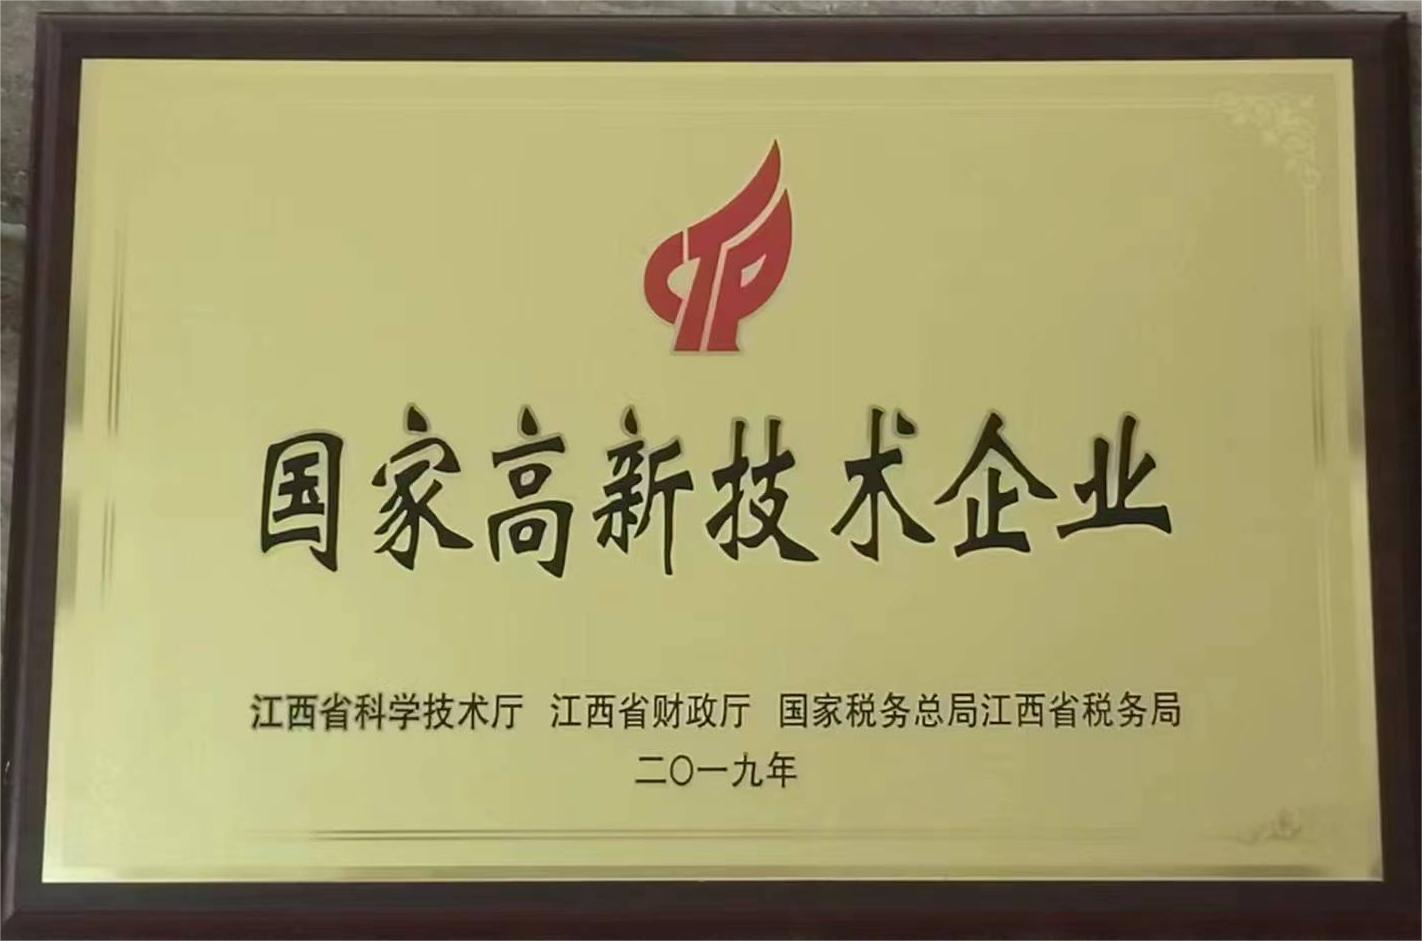 CTP
国家高新技术企业
江西省科学技术厅 江西省财政厅 国家税务总局江西省税务局
二〇一九年